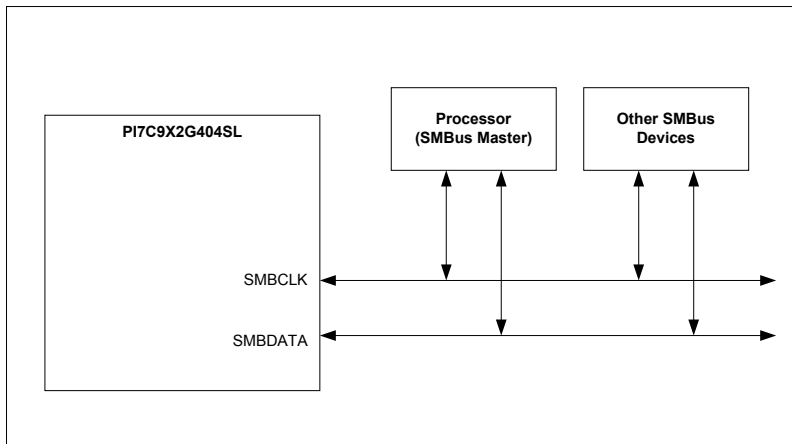 PI7C9X2G404SL
Processor
(SMBus Master)
Other SMBus
Devices
SMBCLK
SMBDATA